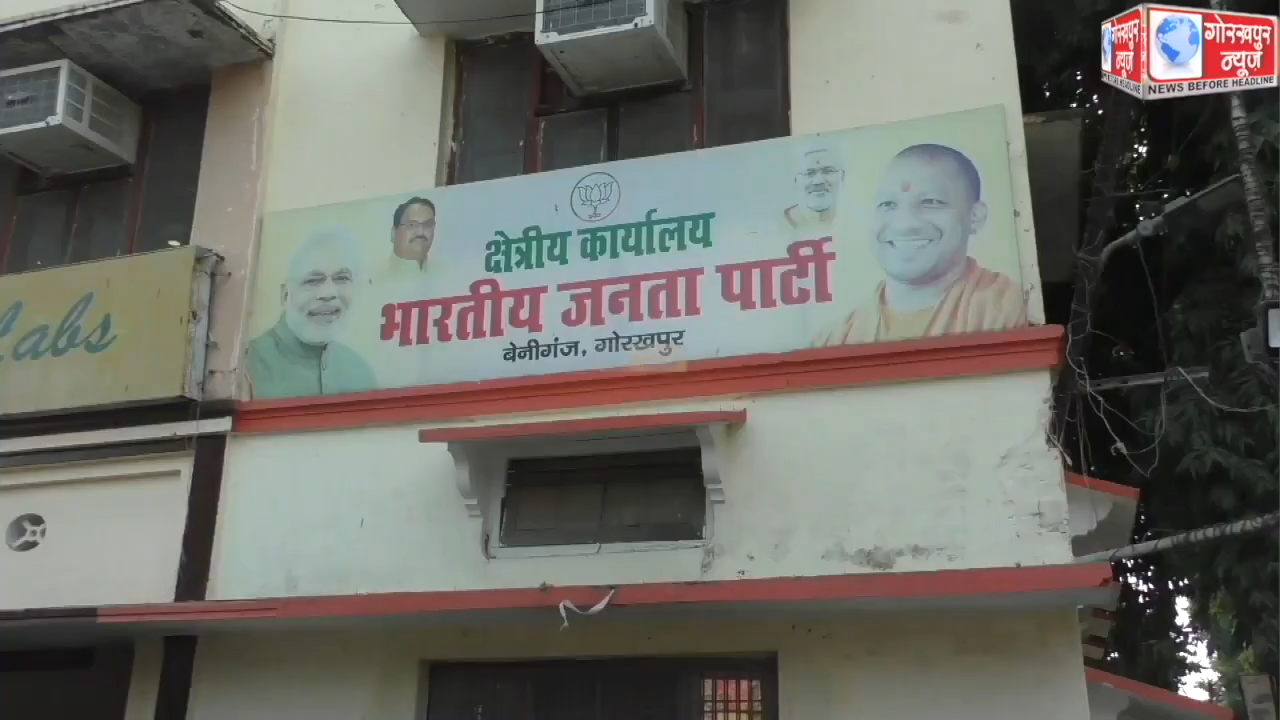 गोरखपुर
न्यूज़
NEWS BEFORE HEADLINE
क्षेत्रीय कार्यालय
भारतीय जनता पार्टी
बेनीगंज, गोरखपुर
Labs